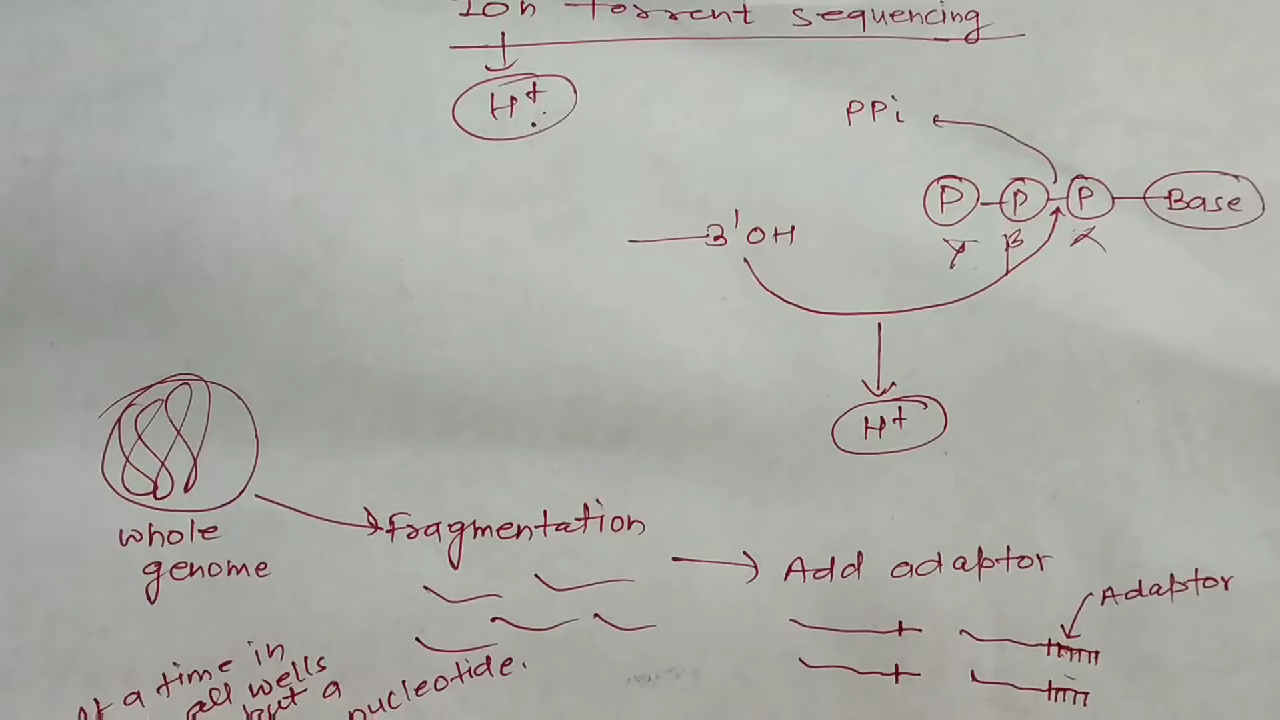 Ion torrent sequencing
H+
PPi
P P P Base
γ β α
3'OH
H+
whole
genome
Fragmentation
Add adaptor
Adaptor
at a time in
all wells
put a
nucleotide.